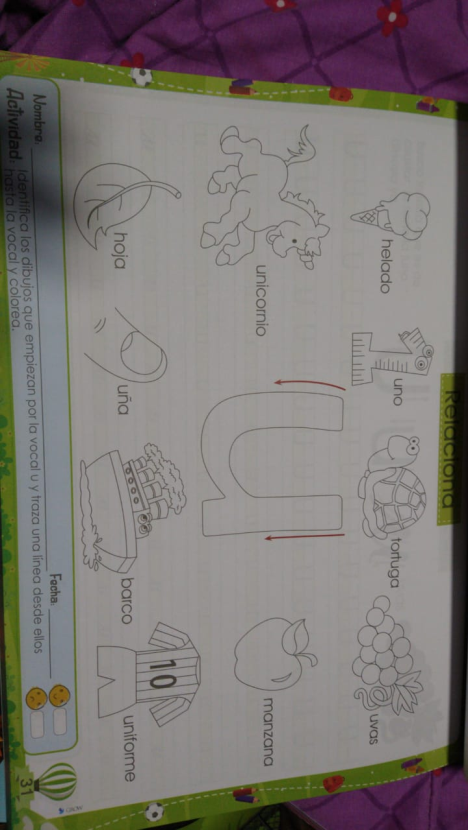 Relaciona
helado
uno
tortuga
uvas
unicornio
u
manzana
hoja
uña
barco
10
uniforme
Nombre: Fecha:
Actividad: Identifica los dibujos que empiezan por la vocal u y traza una línea desde ellos
hasta la vocal y colorea.
31